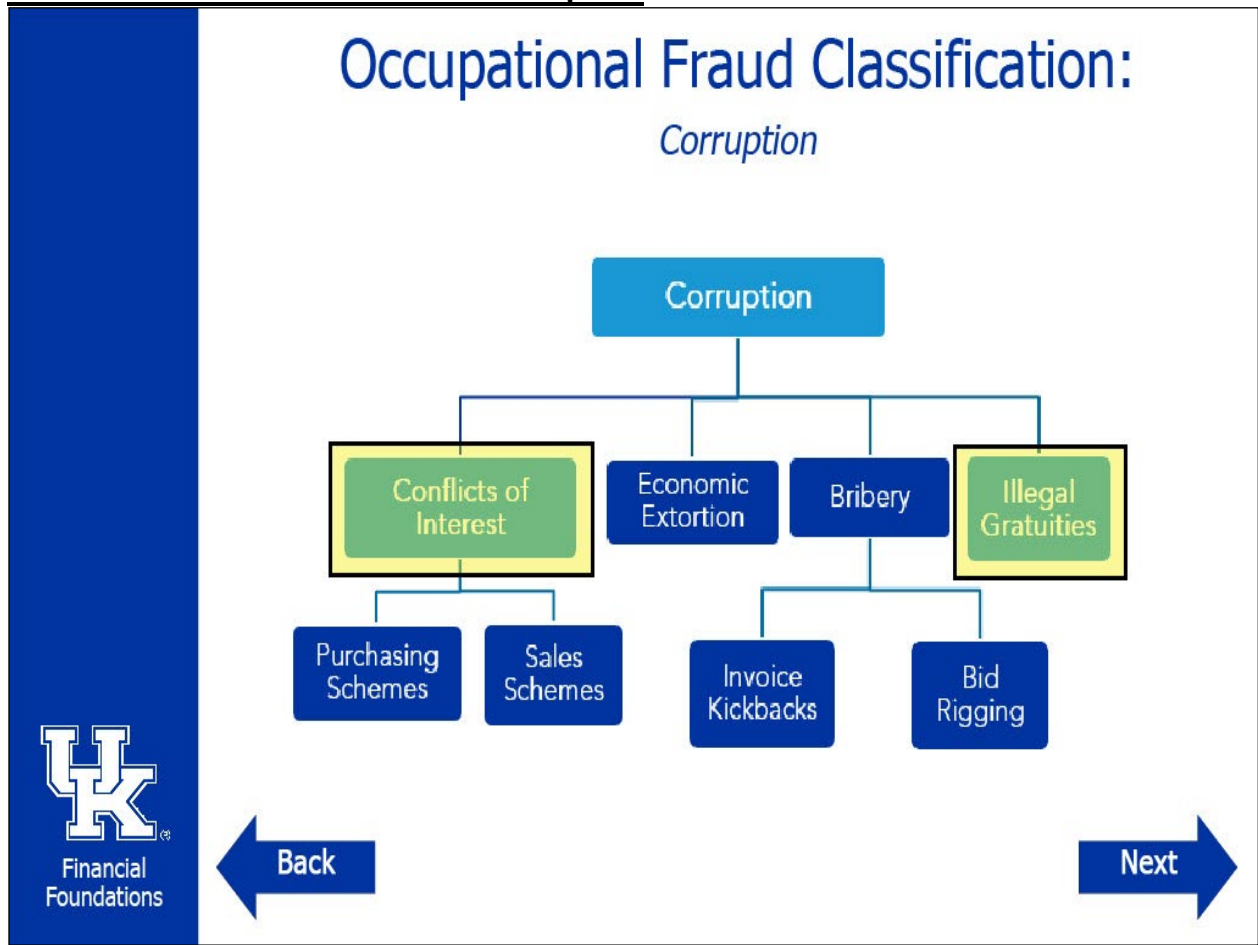 Occupational Fraud Classification:
Corruption
Corruption
Conflicts of
Interest
Economic
Extortion
Bribery
Illegal
Gratuities
Purchasing
Schemes
Sales
Schemes
Invoice
Kickbacks
Bid
Rigging
UK®
Financial
Foundations
Back
Next